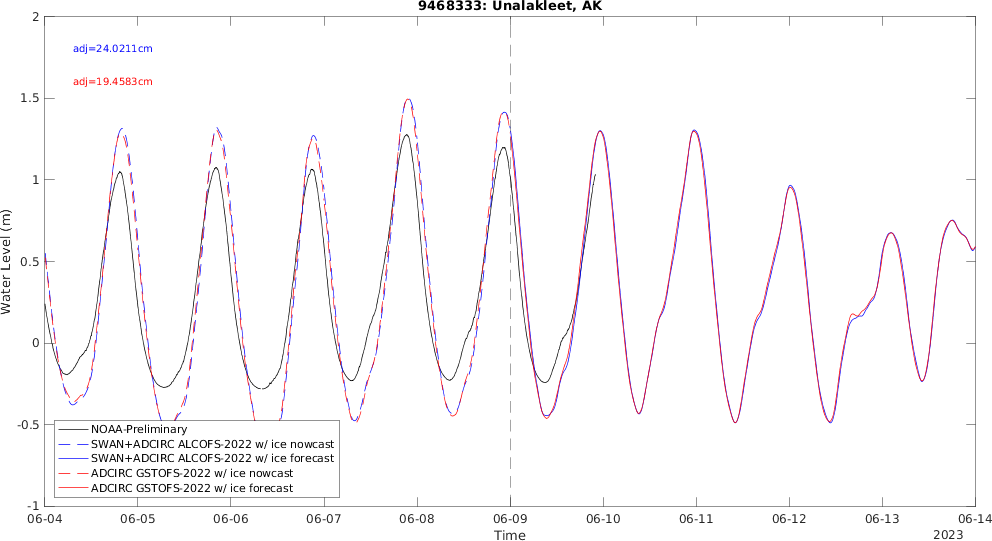 9468333: Unalakleet, AK
2
adj=24.0211cm
adj=19.4583cm
1.5
1
0.5
0
-0.5
-1
Water Level (m)
NOAA-Preliminary
SWAN+ADCIRC ALCOFS-2022 w/ ice nowcast
SWAN+ADCIRC ALCOFS-2022 w/ ice forecast
ADCIRC GSTOFS-2022 w/ ice nowcast
ADCIRC GSTOFS-2022 w/ ice forecast
06-04 06-05 06-06 06-07 06-08 06-09 06-10 06-11 06-12 06-13 06-14
Time
2023